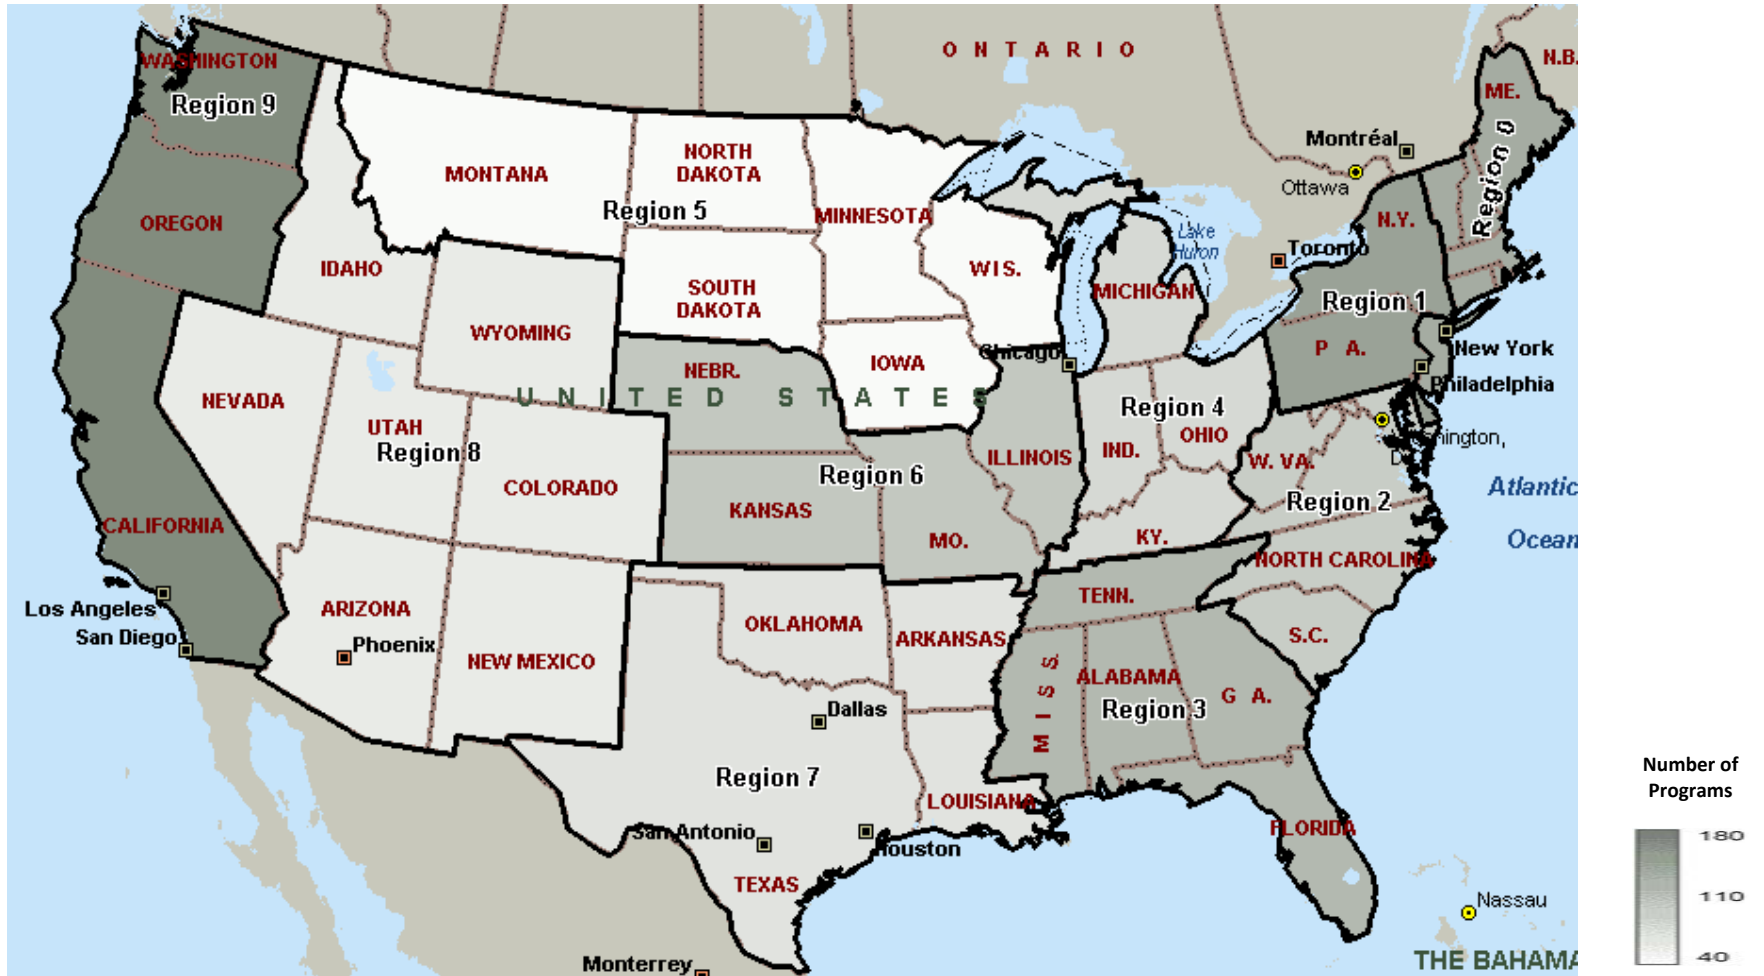 ONTARIO
N.B.
WASHINGTON
Region 9
ME.
Montréal
Region 0
MONTANA
NORTH
DAKOTA
Ottawa
OREGON
Region 5
MINNESOTA
N.Y.
Lake
Huron
Toronto
IDAHO
WIS.
SOUTH
DAKOTA
MICHIGAN
Region 1
WYOMING
P A.
New York
Chicago
IOWA
NEBR.
Philadelphia
UNITED STATES
NEVADA
Region 4
UTAH
Region 8
IND.
OHIO
ington,
D
ILLINOIS
W. VA.
Region 6
COLORADO
Region 2
Atlantic
Ocean
KANSAS
CALIFORNIA
MO.
KY.
NORTH CAROLINA
Los Angeles
San Diego
ARIZONA
Phoenix
TENN.
OKLAHOMA
ARKANSAS
S.C.
NEW MEXICO
MISS.
ALABAMA
G A.
Dallas
Region 3
Region 7
LOUISIANA
San Antonio
Houston
FLORIDA
TEXAS
Nassau
Monterrey
THE BAHAMA
Number of
Programs
180
110
40